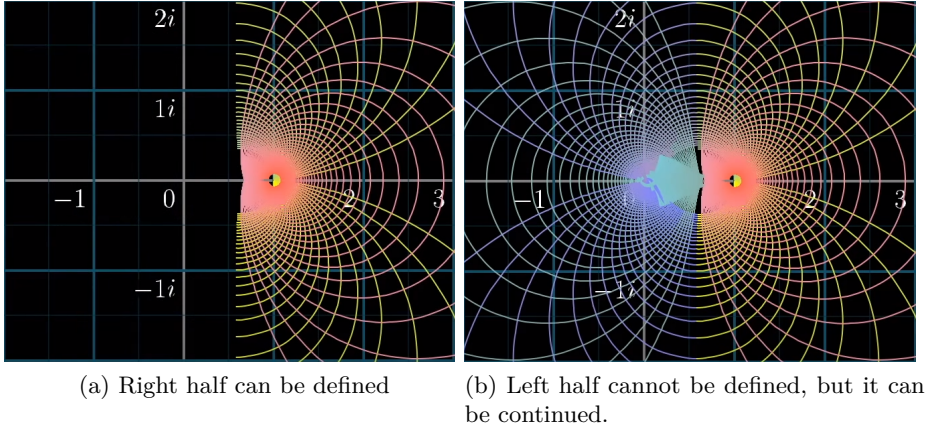 2i
1i
−1 0 2 3
−1i
2i
1i
−1 2 3
−1i
(a) Right half can be defined
(b) Left half cannot be defined, but it can
be continued.